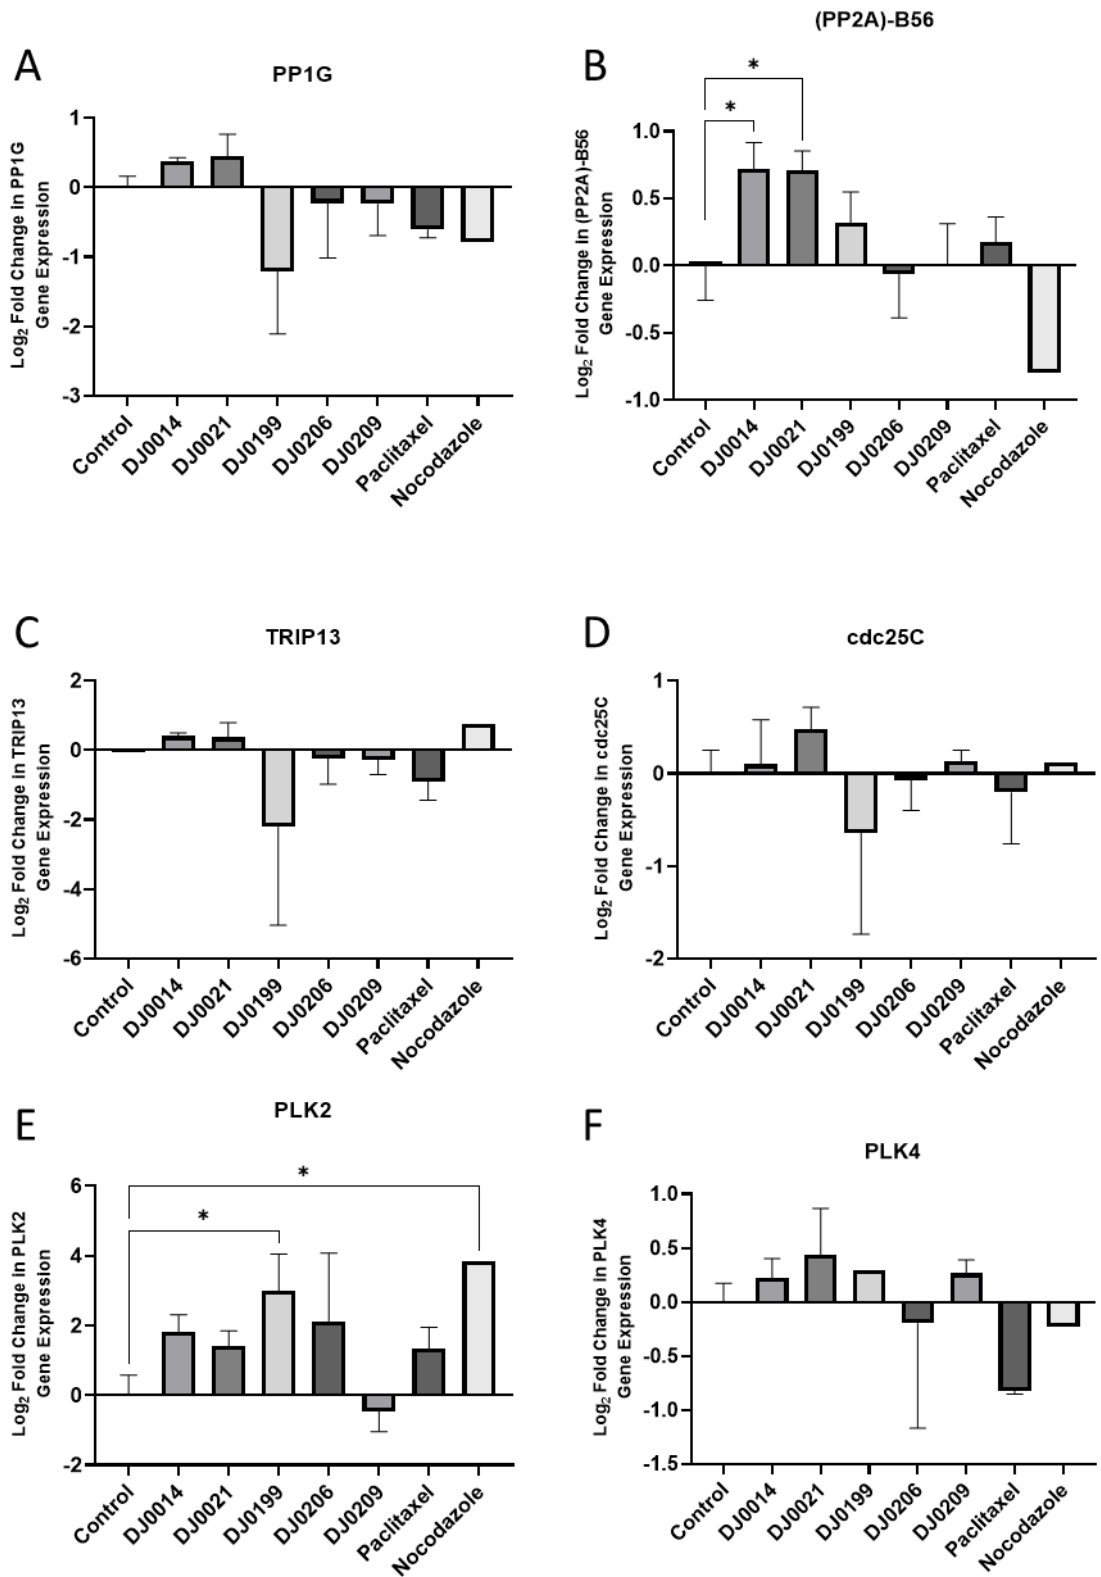 A
PP1G
Log2 Fold Change in PP1G
Gene Expression
1
0
-1
-2
-3
Control
DJ0014
DJ0021
DJ0199
DJ0206
DJ0209
Paclitaxel
Nocodazole
B
(PP2A)-B56
Log2 Fold Change in (PP2A)-B56
Gene Expression
*
*
1.0
0.5
0.0
-0.5
-1.0
Control
DJ0014
DJ0021
DJ0199
DJ0206
DJ0209
Paclitaxel
Nocodazole
C
TRIP13
Log2 Fold Change in TRIP13
Gene Expression
2
0
-2
-4
-6
Control
DJ0014
DJ0021
DJ0199
DJ0206
DJ0209
Paclitaxel
Nocodazole
D
cdc25C
Log2 Fold Change in cdc25C
Gene Expression
1
0
-1
-2
Control
DJ0014
DJ0021
DJ0199
DJ0206
DJ0209
Paclitaxel
Nocodazole
E
PLK2
Log2 Fold Change in PLK2
Gene Expression
*
*
6
4
2
0
-2
Control
DJ0014
DJ0021
DJ0199
DJ0206
DJ0209
Paclitaxel
Nocodazole
F
PLK4
Log2 Fold Change in PLK4
Gene Expression
1.0
0.5
0.0
-0.5
-1.0
-1.5
Control
DJ0014
DJ0021
DJ0199
DJ0206
DJ0209
Paclitaxel
Nocodazole